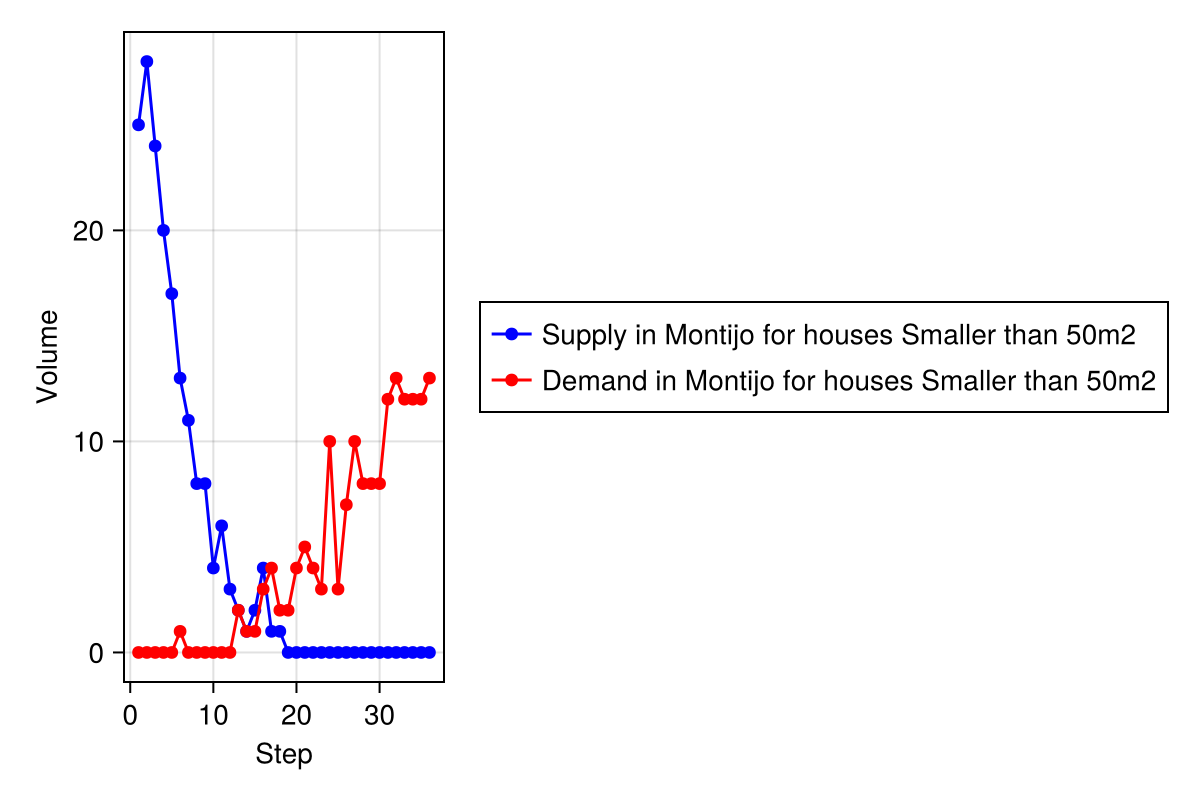 Volume
20
10
0
0 10 20 30
Step
Supply in Montijo for houses Smaller than 50m2
Demand in Montijo for houses Smaller than 50m2